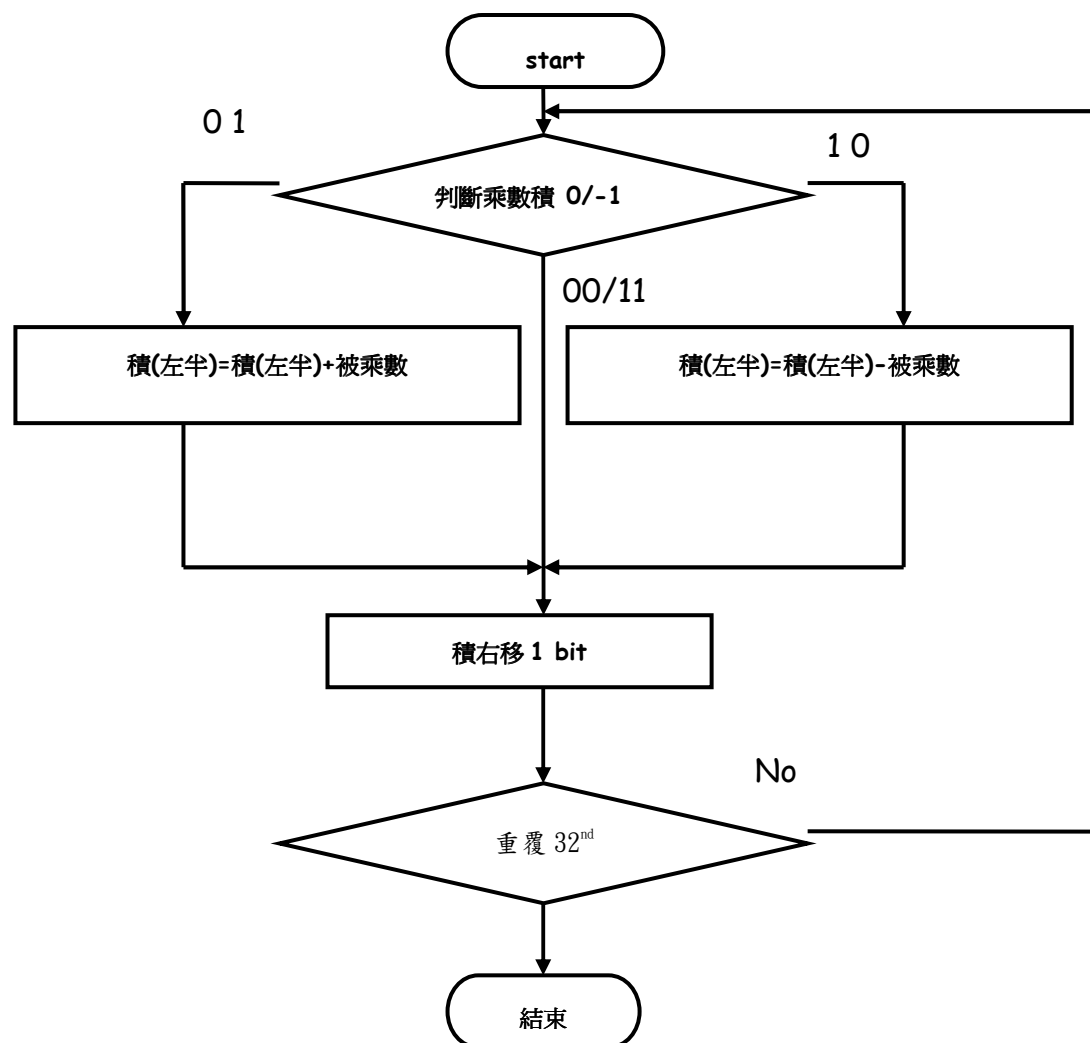 start
0 1
1 0
判斷乘數積 0/-1
00/11
積(左半)=積(左半)+被乘數
積(左半)=積(左半)-被乘數
積右移 1 bit
No
重覆 32nd
結束